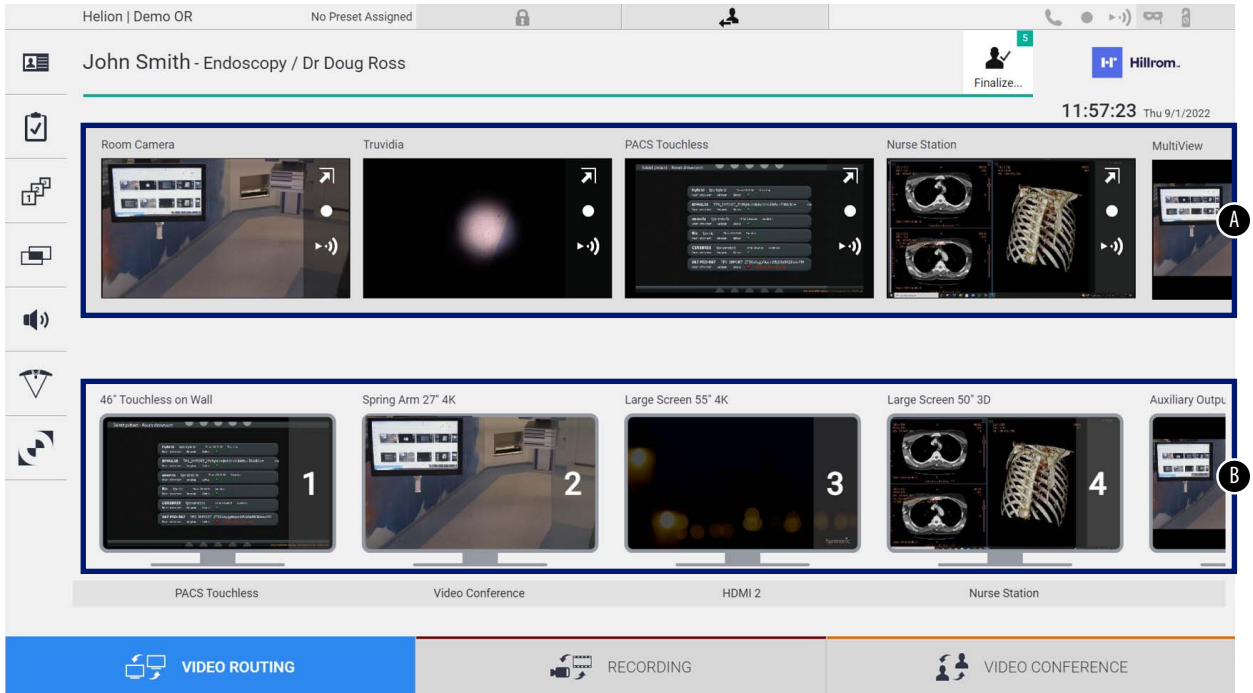 Helion | Demo OR No Preset Assigned
5
John Smith - Endoscopy / Dr Doug Ross
Finalize...
Hillrom™
11:57:23 Thu 9/1/2022
Room Camera Truvidia PACS Touchless Nurse Station MultiView
A
46" Touchless on Wall Spring Arm 27" 4K Large Screen 55" 4K Large Screen 50" 3D Auxiliary Outpu
1 2 3 4
B
PACS Touchless Video Conference HDMI 2 Nurse Station
VIDEO ROUTING RECORDING VIDEO CONFERENCE